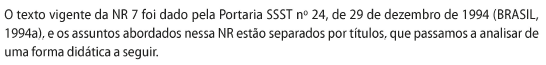 O texto vigente da NR 7 foi dado pela Portaria SSST nº 24, de 29 de dezembro de 1994 (BRASIL,
1994a), e os assuntos abordados nessa NR estão separados por títulos, que passamos a analisar de
uma forma didática a seguir.